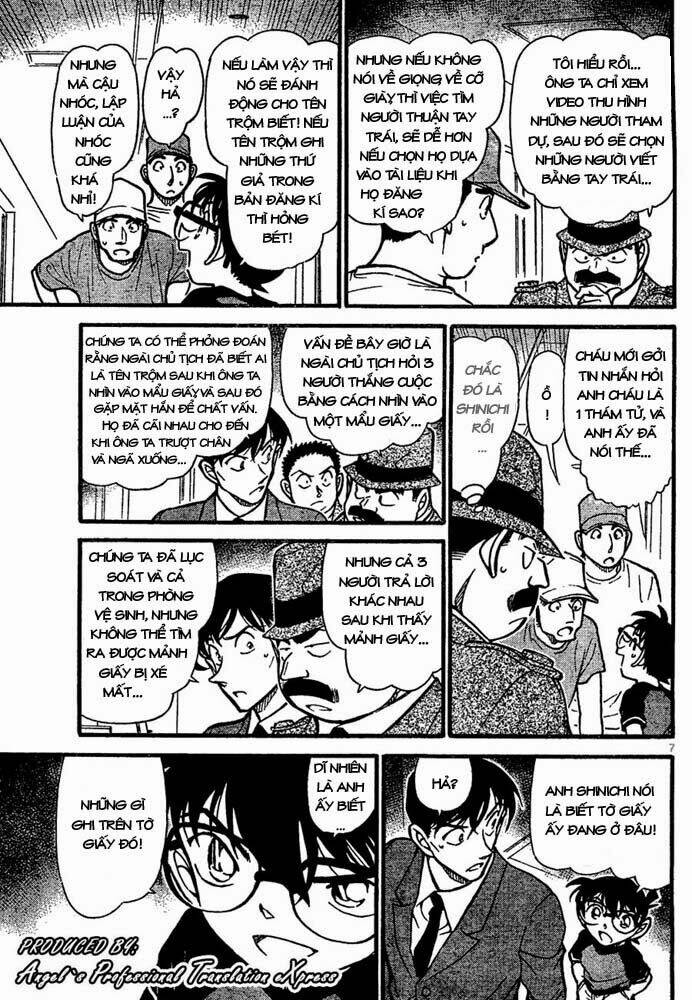 TÔI HIỂU RỒI...
ÔNG TA CHỈ XEM
VIDEO THU HÌNH
NHỮNG NGƯỜI THAM
DỰ, SAU ĐÓ SẼ CHỌN
NHỮNG NGƯỜI VIẾT
BẰNG TAY TRÁI...
NHƯNG NẾU KHÔNG
NÓI VỀ GIỌNG, VỀ CỠ
GIÀY, THÌ VIỆC TÌM
NGƯỜI THUẬN TAY
TRÁI, SẼ DỄ HƠN
NẾU CHỌN HỌ DỰA
VÀO TÀI LIỆU KHI
HỌ ĐĂNG
KÍ SAO?
NẾU LÀM VẬY THÌ
NÓ SẼ ĐÁNH
ĐỘNG CHO TÊN
TRỘM BIẾT! NẾU
TÊN TRỘM GHI
NHỮNG THỨ
GIẢ TRONG
BẢN ĐĂNG KÍ
THÌ HỎNG
BÉT!
VẬY
HẢ
...?
NHƯNG
MÀ CẬU
NHÓC, LẬP
LUẬN CỦA
NHÓC
CŨNG
KHÁ
NHỈ!
CHÁU MỚI GỞI
TIN NHẮN HỎI
ANH CHÁU LÀ
1 THÁM TỬ, VÀ
ANH ẤY ĐÃ
NÓI THẾ...
Ồ!
CHẮC
ĐÓ LÀ
SHINICHI
RỒI
...
VẤN ĐỀ BÂY GIỜ LÀ
NGÀI CHỦ TỊCH HỎI 3
NGƯỜI THẮNG CUỘC
BẰNG CÁCH NHÌN VÀO
MỘT MẨU GIẤY...
CHÚNG TA CÓ THỂ PHỎNG ĐOÁN
RẰNG NGÀI CHỦ TỊCH ĐÃ BIẾT AI
LÀ TÊN TRỘM SAU KHI ÔNG TA
NHÌN VÀO MẨU GIẤY, VÀ SAU ĐÓ
GẶP MẶT HẮN ĐỂ CHẤT VẤN.
HỌ ĐÃ CÃI NHAU CHO ĐẾN
KHI ÔNG TA TRƯỢT CHÂN
VÀ NGÃ XUỐNG...
NHƯNG CẢ 3
NGƯỜI TRẢ LỜI
KHÁC NHAU
SAU KHI THẤY
MẢNH GIẤY...
CHÚNG TA ĐÃ LỤC
SOÁT VÀ CẢ
TRONG PHÒNG
VỆ SINH, NHƯNG
KHÔNG THỂ TÌM
RA ĐƯỢC MẢNH
GIẤY BỊ XÉ
MẤT...
7
ANH SHINICHI NÓI
LÀ BIẾT TỜ GIẤY
ẤY ĐANG Ở ĐÂU!
HẢ?
DĨ NHIÊN
LÀ ANH
ẤY BIẾT
...
NHỮNG GÌ
GHI TRÊN TỜ
GIẤY ĐÓ!
PRODUCED BY:
Angel's Professional Translation eXpress